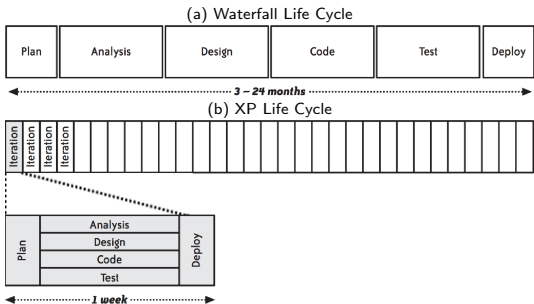 (a) Waterfall Life Cycle
Plan Analysis Design Code Test Deploy
3 ~ 24 months
(b) XP Life Cycle
Iteration Iteration Iteration Iteration
Plan
Analysis
Design
Code
Test
Deploy
1 week